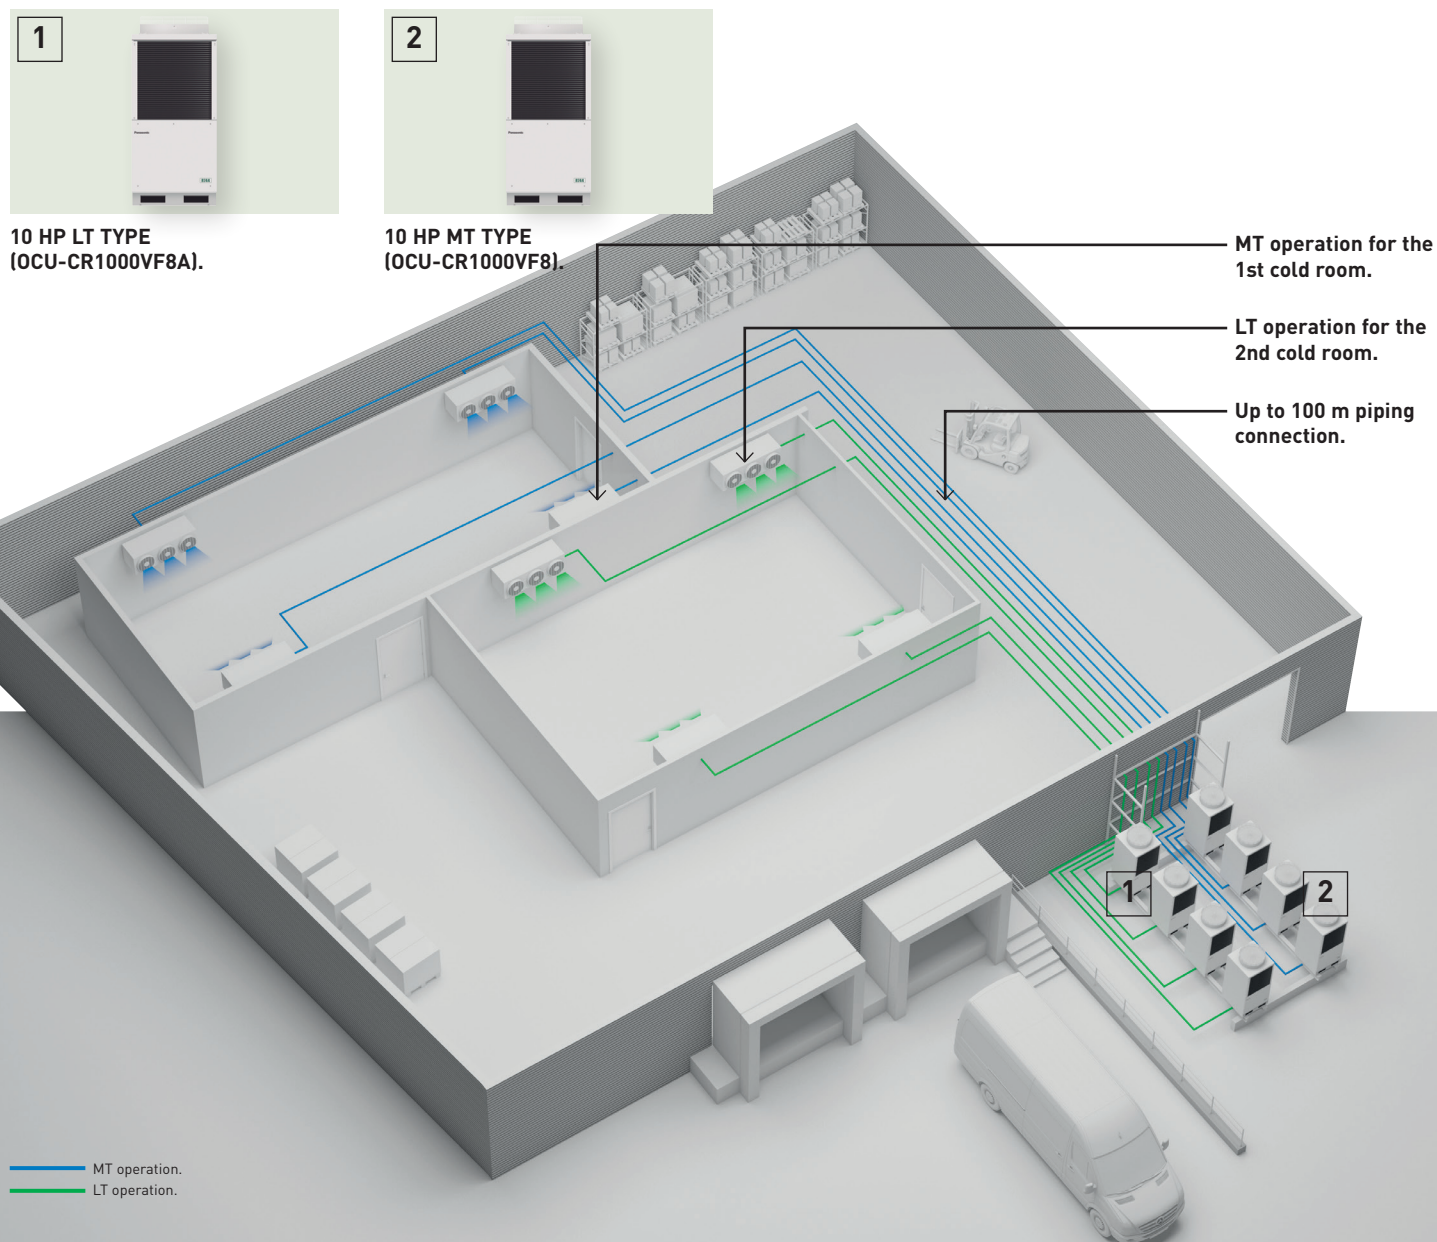 1
2
10 HP LT TYPE
(OCU-CR1000VF8A).
10 HP MT TYPE
(OCU-CR1000VF8).
MT operation for the
1st cold room.
LT operation for the
2nd cold room.
Up to 100 m piping
connection.
1
2
MT operation.
LT operation.